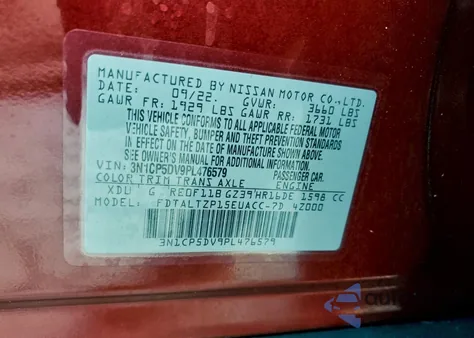 MANUFACTURED BY NISSAN MOTOR CO.,LTD.
DATE: 09/22. GVWR: 3660 LBS
GAWR FR: 1929 LBS GAWR RR: 1731 LBS
THIS VEHICLE CONFORMS TO ALL APPLICABLE FEDERAL MOTOR
VEHICLE SAFETY, BUMPER AND THEFT PREVENTION STANDARDS
IN EFFECT ON THE DATE OF MANUFACTURE SHOWN ABOVE.
SEE OWNER'S MANUAL FOR ADDITIONAL INFORMATION
VIN: 3N1CP5DV9PL476579 PASSENGER CAR
COLOR TRIM TRANS AXLE ENGINE
XDU G RE0F11B GZ39 HR16DE 1598 CC
MODEL: FDTALTZP15EUACC-7D 4Z000
3N1CP5DV9PL476579